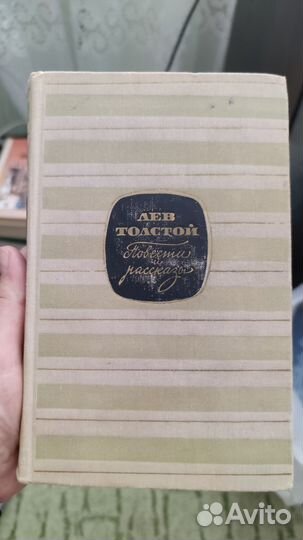 ЛЕВ
ТОЛСТОЙ
Повести
и
рассказы
Avito